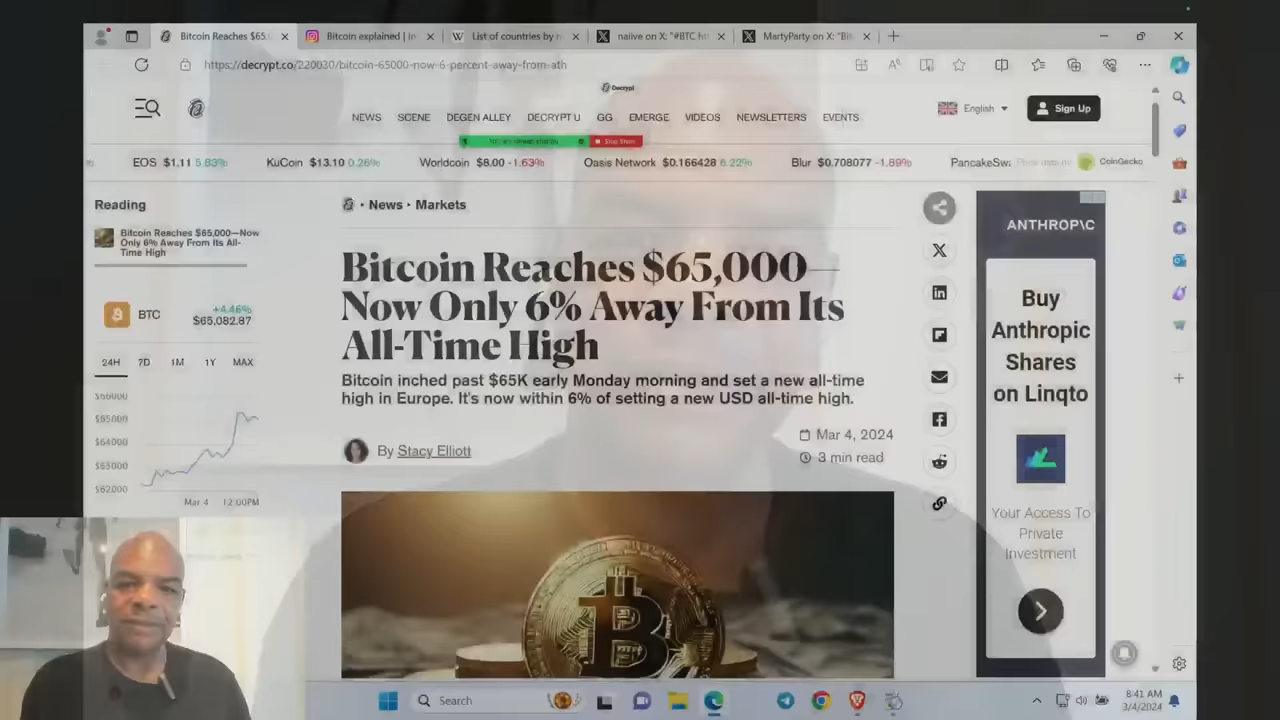 Bitcoin Reaches $65,
Bitcoin explained | In
List of countries by n
naiive on X: "#BTC
MartyParty on X: "Bit
https://decrypt.co/220030/bitcoin-65000-now-6-percent-away-from-ath
Decrypt
NEWS SCENE DEGEN ALLEY DECRYPT U GG EMERGE VIDEOS NEWSLETTERS EVENTS
English
Sign Up
Stop Share
EOS $1.11 5.83%
KuCoin $13.10 0.26%
Worldcoin $8.00 -1.63%
Oasis Network $0.166428 6.22%
Blur $0.708077 -1.89%
PancakeSw
CoinGecko
Reading
Bitcoin Reaches $65,000—Now
Only 6% Away From Its All-
Time High
BTC
+4.46%
$65,082.87
24H 7D 1M 1Y MAX
$66000
$65000
$64000
$63000
$62000
Mar 4 12:00PM
News • Markets
Bitcoin Reaches $65,000—
Now Only 6% Away From Its
All-Time High
Bitcoin inched past $65K early Monday morning and set a new all-time
high in Europe. It's now within 6% of setting a new USD all-time high.
By Stacy Elliott
Mar 4, 2024
3 min read
ANTHROP\C
Buy
Anthropic
Shares
on Linqto
Your Access To
Private
Investment
Search
8:41 AM
3/4/2024